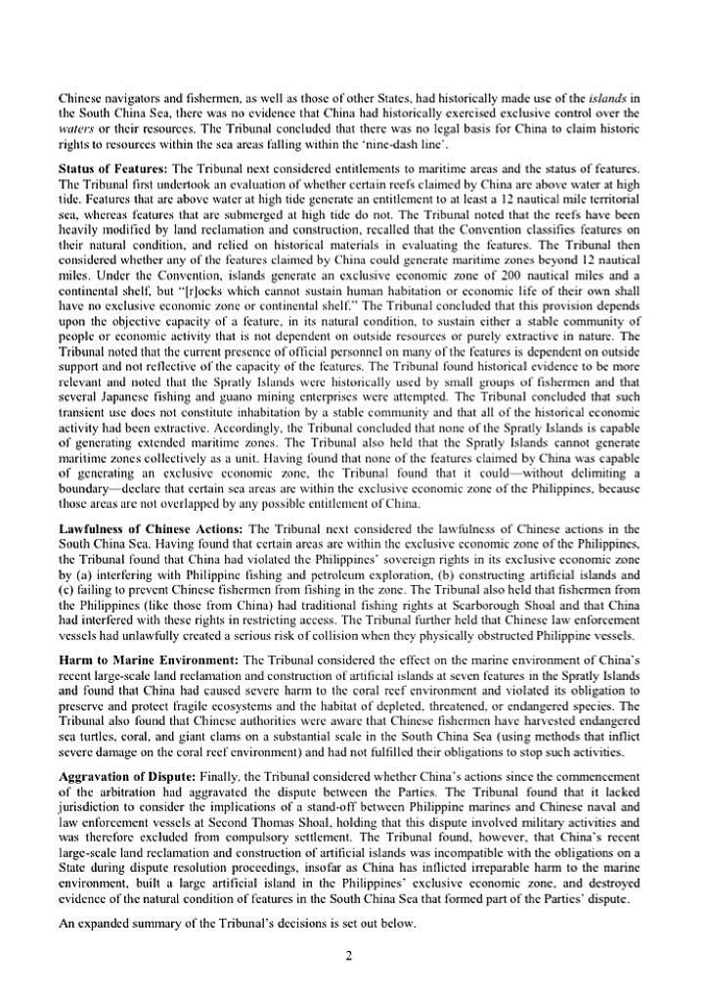 Chinese navigators and fishermen, as well as those of other States, had historically made use of the islands in
the South China Sea, there was no evidence that China had historically exercised exclusive control over the
waters or their resources. The Tribunal concluded that there was no legal basis for China to claim historic
rights to resources within the sea areas falling within the ‘nine-dash line’.
Status of Features: The Tribunal next considered entitlements to maritime areas and the status of features.
The Tribunal first undertook an evaluation of whether certain reefs claimed by China are above water at high
tide. Features that are above water at high tide generate an entitlement to at least a 12 nautical mile territorial
sea, whereas features that are submerged at high tide do not. The Tribunal noted that the reefs have been
heavily modified by land reclamation and construction, recalled that the Convention classifies features on
their natural condition, and relied on historical materials in evaluating the features. The Tribunal then
considered whether any of the features claimed by China could generate maritime zones beyond 12 nautical
miles. Under the Convention, islands generate an exclusive economic zone of 200 nautical miles and a
continental shelf, but “[r]ocks which cannot sustain human habitation or economic life of their own shall
have no exclusive economic zone or continental shelf.” The Tribunal concluded that this provision depends
upon the objective capacity of a feature, in its natural condition, to sustain either a stable community of
people or economic activity that is not dependent on outside resources or purely extractive in nature. The
Tribunal noted that the current presence of official personnel on many of the features is dependent on outside
support and not reflective of the capacity of the features. The Tribunal found historical evidence to be more
relevant and noted that the Spratly Islands were historically used by small groups of fishermen and that
several Japanese fishing and guano mining enterprises were attempted. The Tribunal concluded that such
transient use does not constitute inhabitation by a stable community and that all of the historical economic
activity had been extractive. Accordingly, the Tribunal concluded that none of the Spratly Islands is capable
of generating extended maritime zones. The Tribunal also held that the Spratly Islands cannot generate
maritime zones collectively as a unit. Having found that none of the features claimed by China was capable
of generating an exclusive economic zone, the Tribunal found that it could—without delimiting a
boundary—declare that certain sea areas are within the exclusive economic zone of the Philippines, because
those areas are not overlapped by any possible entitlement of China.
Lawfulness of Chinese Actions: The Tribunal next considered the lawfulness of Chinese actions in the
South China Sea. Having found that certain areas are within the exclusive economic zone of the Philippines,
the Tribunal found that China had violated the Philippines’ sovereign rights in its exclusive economic zone
by (a) interfering with Philippine fishing and petroleum exploration, (b) constructing artificial islands and
(c) failing to prevent Chinese fishermen from fishing in the zone. The Tribunal also held that fishermen from
the Philippines (like those from China) had traditional fishing rights at Scarborough Shoal and that China
had interfered with these rights in restricting access. The Tribunal further held that Chinese law enforcement
vessels had unlawfully created a serious risk of collision when they physically obstructed Philippine vessels.
Harm to Marine Environment: The Tribunal considered the effect on the marine environment of China’s
recent large-scale land reclamation and construction of artificial islands at seven features in the Spratly Islands
and found that China had caused severe harm to the coral reef environment and violated its obligation to
preserve and protect fragile ecosystems and the habitat of depleted, threatened, or endangered species. The
Tribunal also found that Chinese authorities were aware that Chinese fishermen have harvested endangered
sea turtles, coral, and giant clams on a substantial scale in the South China Sea (using methods that inflict
severe damage on the coral reef environment) and had not fulfilled their obligations to stop such activities.
Aggravation of Dispute: Finally, the Tribunal considered whether China’s actions since the commencement
of the arbitration had aggravated the dispute between the Parties. The Tribunal found that it lacked
jurisdiction to consider the implications of a stand-off between Philippine marines and Chinese naval and
law enforcement vessels at Second Thomas Shoal, holding that this dispute involved military activities and
was therefore excluded from compulsory settlement. The Tribunal found, however, that China’s recent
large-scale land reclamation and construction of artificial islands was incompatible with the obligations on a
State during dispute resolution proceedings, insofar as China has inflicted irreparable harm to the marine
environment, built a large artificial island in the Philippines’ exclusive economic zone, and destroyed
evidence of the natural condition of features in the South China Sea that formed part of the Parties’ dispute.
An expanded summary of the Tribunal’s decisions is set out below.
2